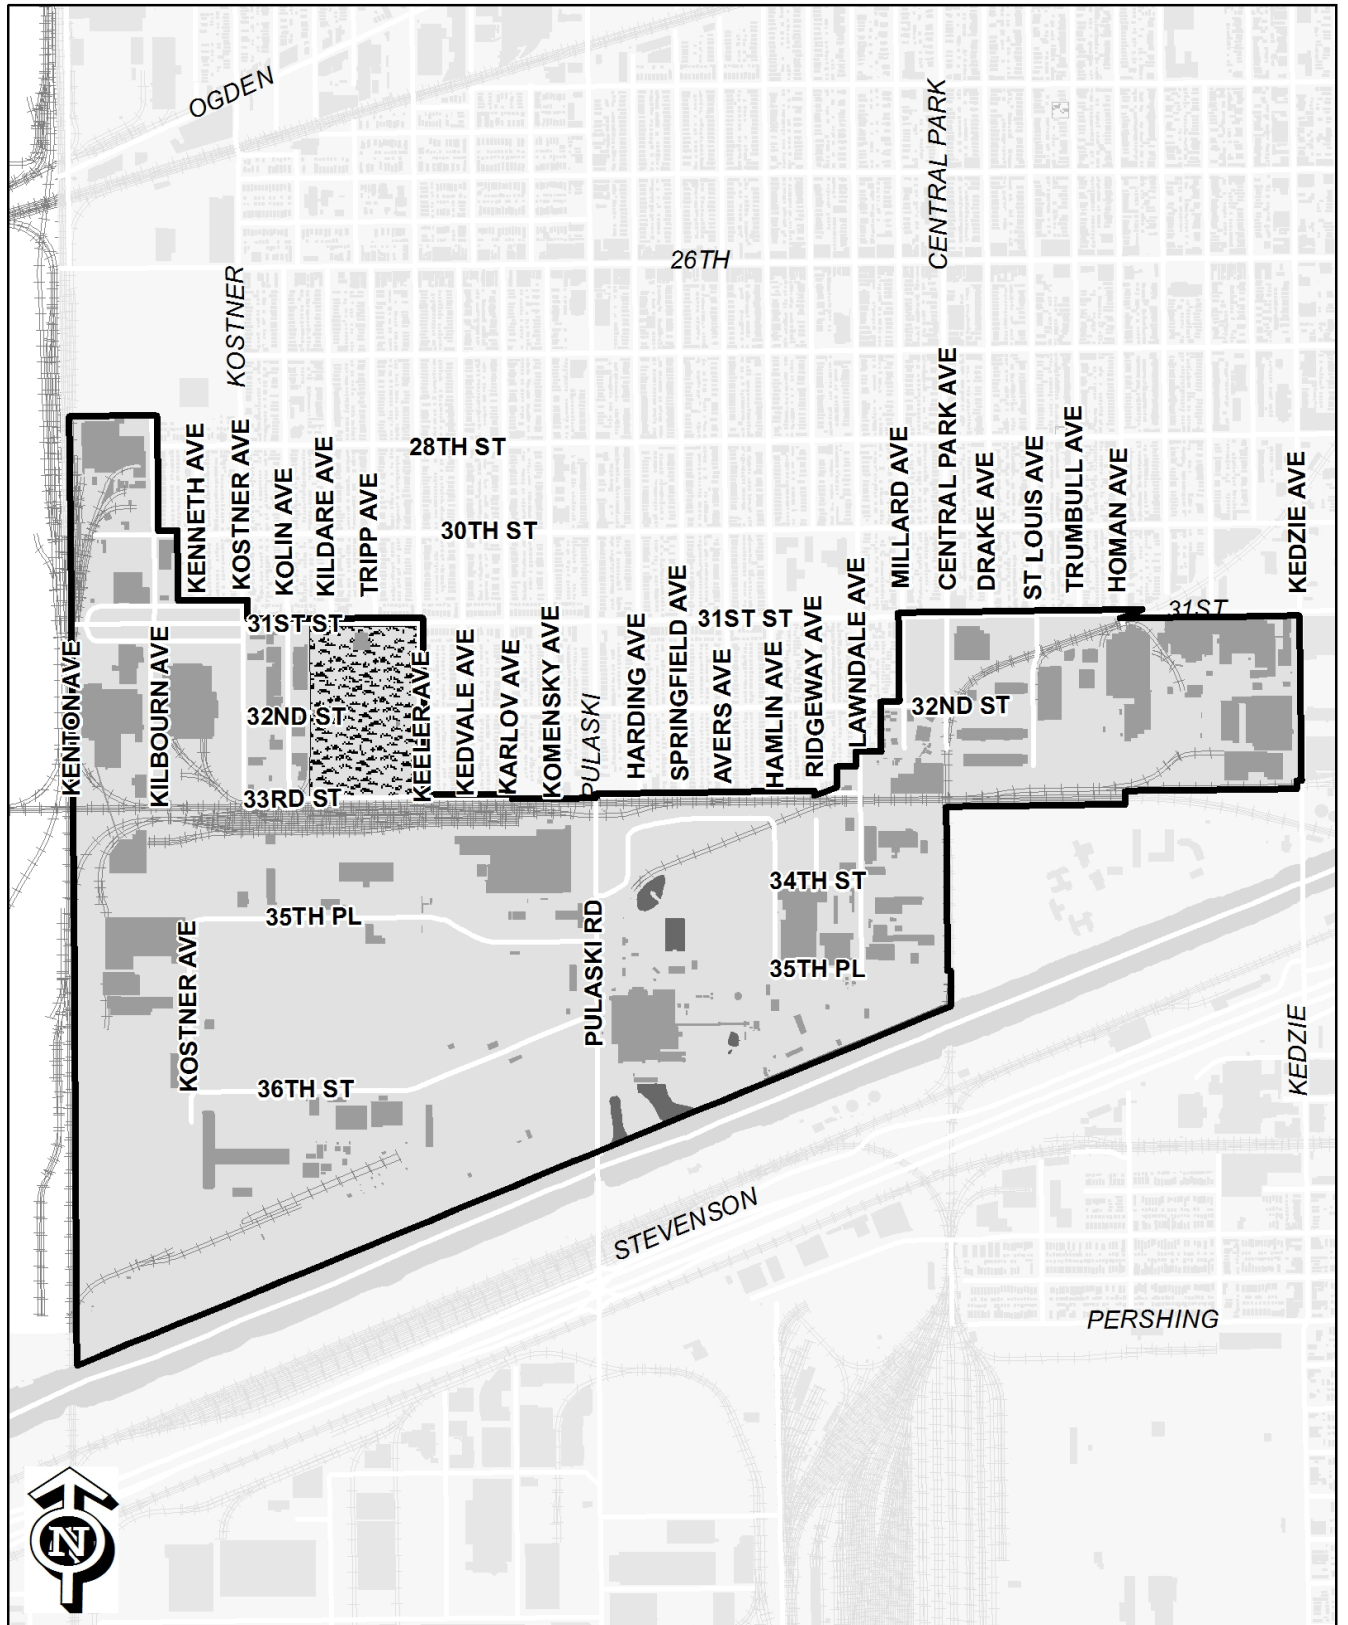 OGDEN
CENTRAL PARK
26TH
KOSTNER
28TH ST
30TH ST
KENNETH AVE
KOSTNER AVE
KOLIN AVE
KILDARE AVE
TRIPP AVE
MILLARD AVE
CENTRAL PARK AVE
DRAKE AVE
ST LOUIS AVE
TRUMBULL AVE
HOMAN AVE
KEDZIE AVE
31ST ST
31ST ST
31ST
KENTON AVE
KILBOURN AVE
32ND ST
33RD ST
KEELER AVE
KEDVALE AVE
KARLOV AVE
KOMENSKY AVE
PULASKI
HARDING AVE
SPRINGFIELD AVE
AVERS AVE
HAMLIN AVE
RIDGEWAY AVE
LAWNDALE AVE
32ND ST
34TH ST
35TH PL
35TH PL
KOSTNER AVE
PULASKI RD
36TH ST
KEDZIE
STEVENSON
PERSHING
N